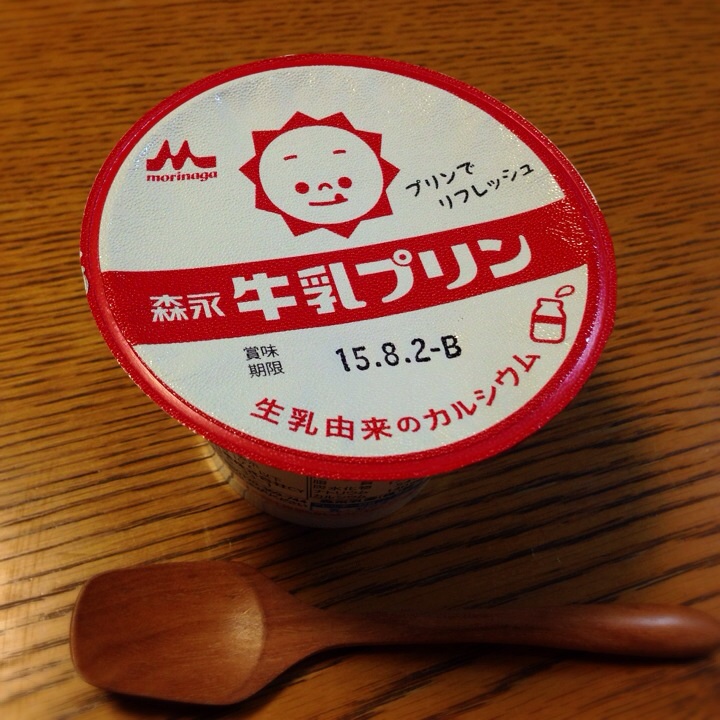 morinaga
プリンで
リフレッシュ
森永 牛乳プリン
賞味
期限
15.8.2-B
生乳由来のカルシウム